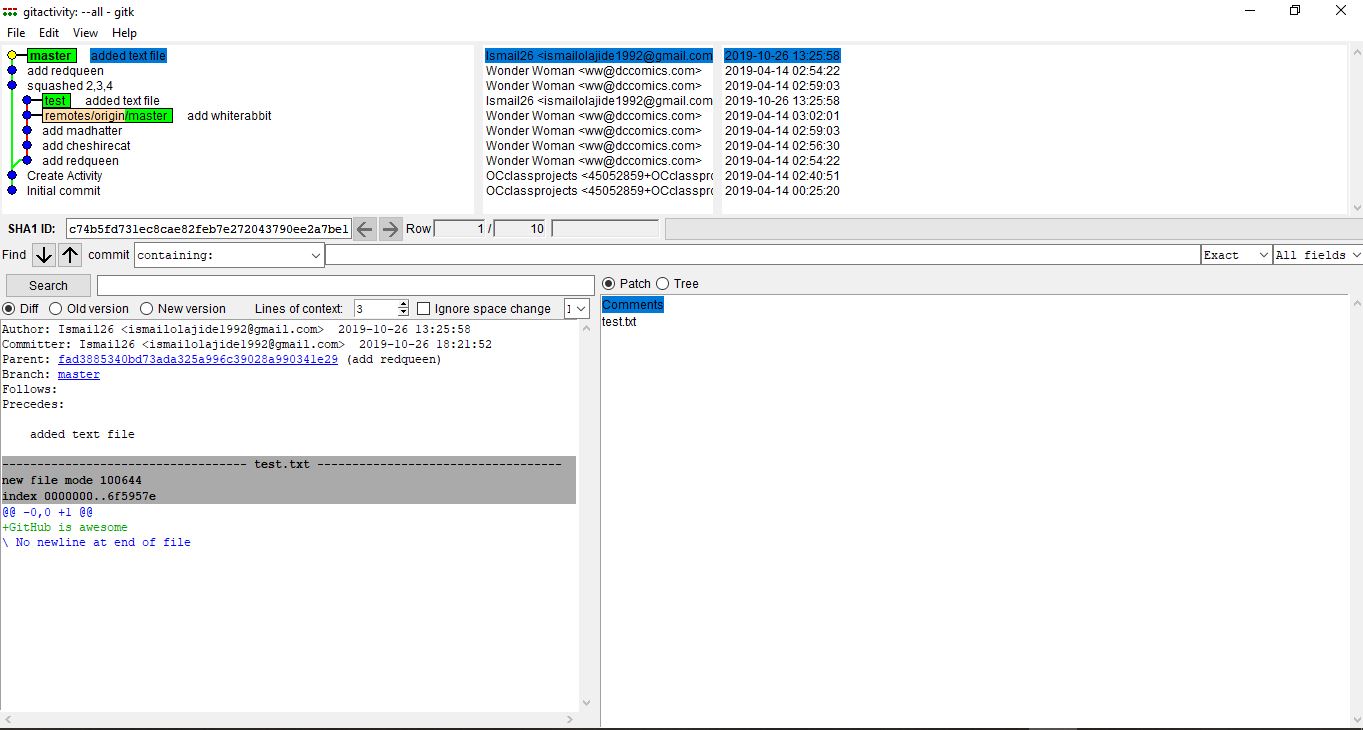 gitactivity: --all - gitk
File Edit View Help
master added text file Ismail26 <ismailolajide1992@gmail.com 2019-10-26 13:25:58
add redqueen Wonder Woman <ww@dccomics.com> 2019-04-14 02:54:22
squashed 2,3,4 Wonder Woman <ww@dccomics.com> 2019-04-14 02:59:03
test added text file Ismail26 <ismailolajide1992@gmail.com 2019-10-26 13:25:58
remotes/origin/master add whiterabbit Wonder Woman <ww@dccomics.com> 2019-04-14 03:02:01
add madhatter Wonder Woman <ww@dccomics.com> 2019-04-14 02:59:03
add cheshirecat Wonder Woman <ww@dccomics.com> 2019-04-14 02:56:30
add redqueen Wonder Woman <ww@dccomics.com> 2019-04-14 02:54:22
Create Activity OCclassprojects <45052859+OCclasspro 2019-04-14 02:40:51
Initial commit OCclassprojects <45052859+OCclasspro 2019-04-14 00:25:20
SHA1 ID: c74b5fd731ec8cae82feb7e272043790ee2a7be1 Row 1 / 10
Find commit containing: Exact All fields
Search Patch Tree
Diff Old version New version Lines of context: 3 Ignore space change
Comments
test.txt
Author: Ismail26 <ismailolajide1992@gmail.com> 2019-10-26 13:25:58
Committer: Ismail26 <ismailolajide1992@gmail.com> 2019-10-26 18:21:52
Parent: fad3885340bd73ada325a996c39028a990341e29 (add redqueen)
Branch: master
Follows:
Precedes:
added text file
----------------------------------- test.txt -----------------------------------
new file mode 100644
index 0000000..6f5957e
@@ -0,0 +1 @@
+GitHub is awesome
\ No newline at end of file